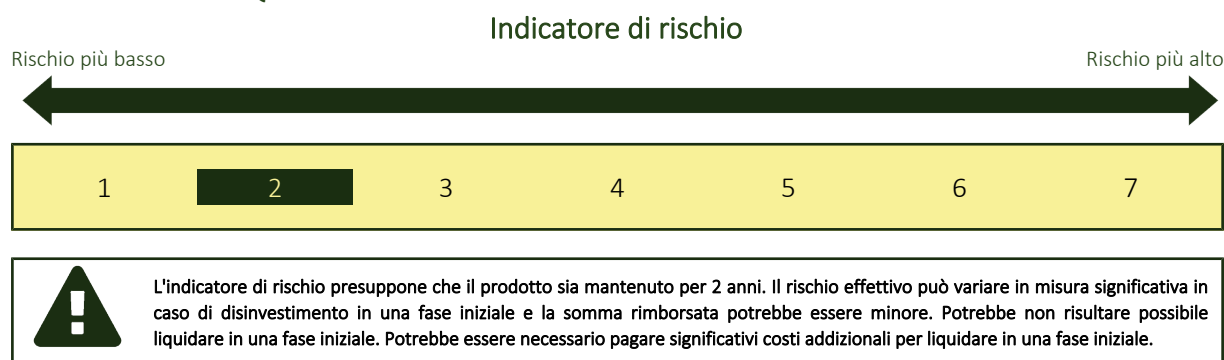 Indicatore di rischio
Rischio più basso
Rischio più alto
1 2 3 4 5 6 7
L'indicatore di rischio presuppone che il prodotto sia mantenuto per 2 anni. Il rischio effettivo può variare in misura significativa in
caso di disinvestimento in una fase iniziale e la somma rimborsata potrebbe essere minore. Potrebbe non risultare possibile
liquidare in una fase iniziale. Potrebbe essere necessario pagare significativi costi addizionali per liquidare in una fase iniziale.